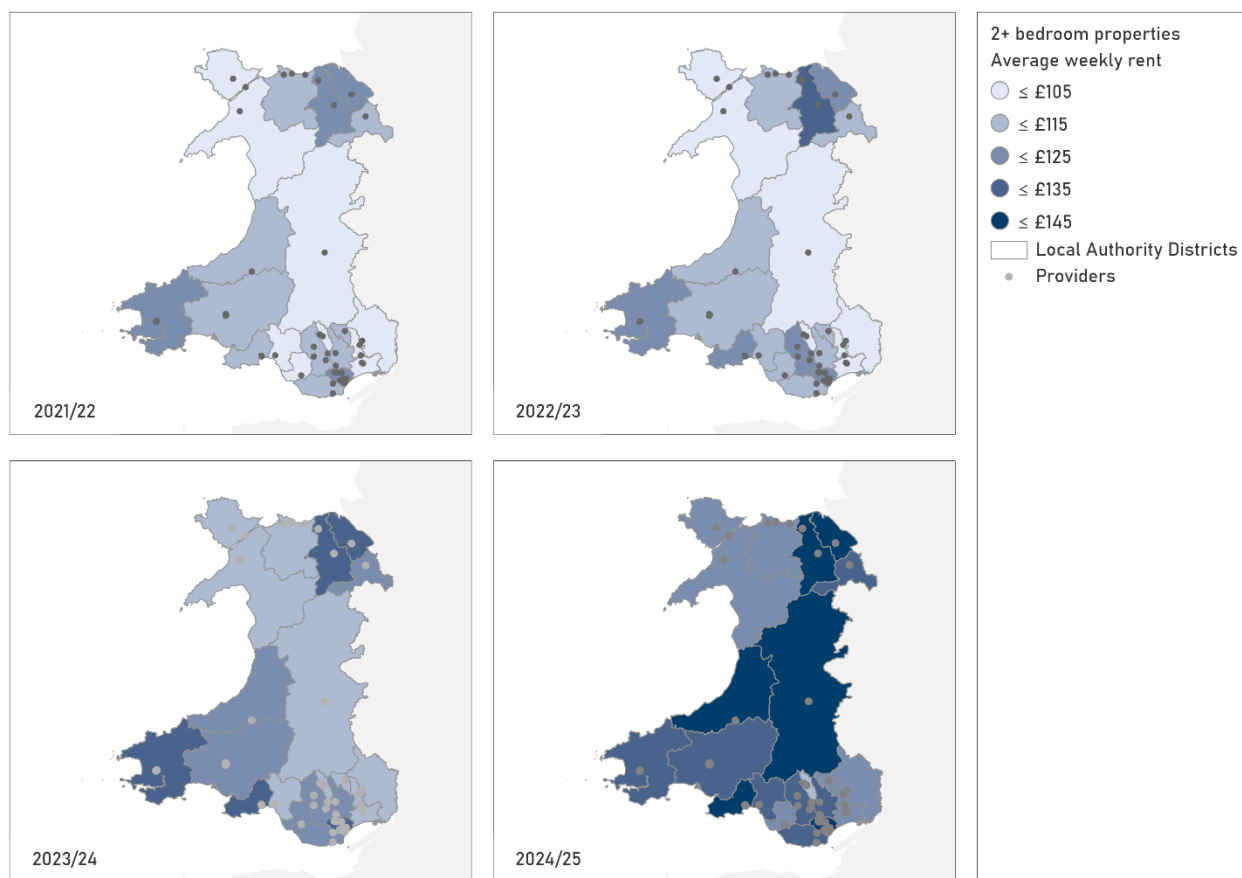 2021/22
2022/23
2023/24
2024/25
2+ bedroom properties
Average weekly rent
≤ £105
≤ £115
≤ £125
≤ £135
≤ £145
Local Authority Districts
Providers